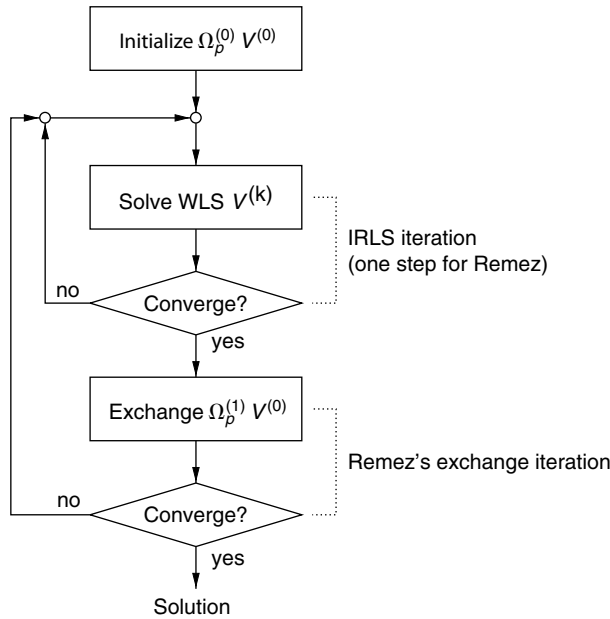 Initialize Ω_p^(0) V^(0)
Solve WLS V^(k)
IRLS iteration
(one step for Remez)
no
Converge?
yes
Exchange Ω_p^(1) V^(0)
Remez's exchange iteration
no
Converge?
yes
Solution